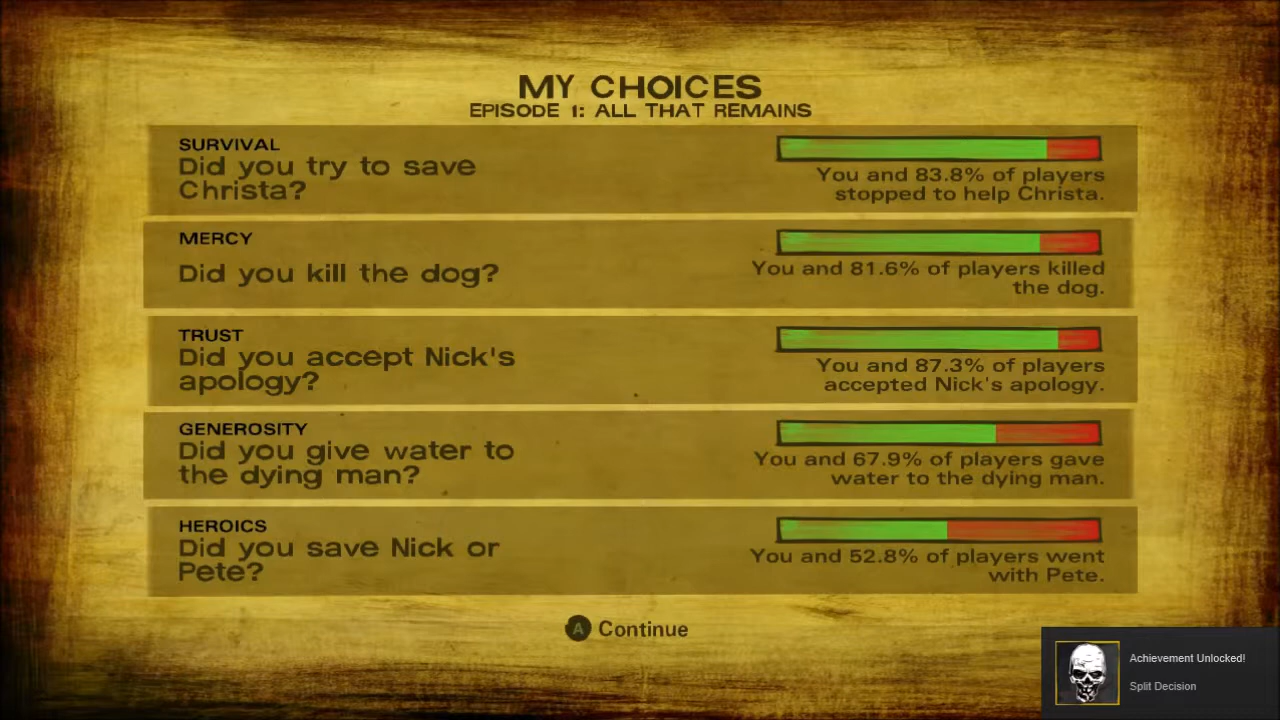 MY CHOICES
EPISODE 1: ALL THAT REMAINS
SURVIVAL
Did you try to save
Christa?
You and 83.8% of players
stopped to help Christa.
MERCY
Did you kill the dog?
You and 81.6% of players killed
the dog.
TRUST
Did you accept Nick's
apology?
You and 87.3% of players
accepted Nick's apology.
GENEROSITY
Did you give water to
the dying man?
You and 67.9% of players gave
water to the dying man.
HEROICS
Did you save Nick or
Pete?
You and 52.8% of players went
with Pete.
A Continue
Achievement Unlocked!
Split Decision